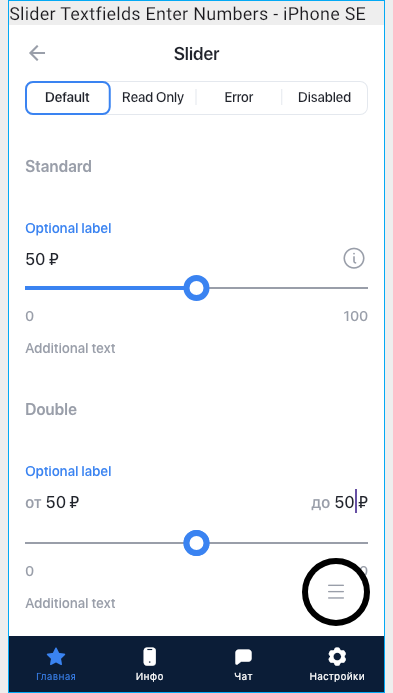 Slider Textfields Enter Numbers - iPhone SE
Slider
Default Read Only Error Disabled
Standard
Optional label
50 ₽
0 100
Additional text
Double
Optional label
от 50 ₽ до 50 ₽
0
Additional text
Главная Инфо Чат Настройки